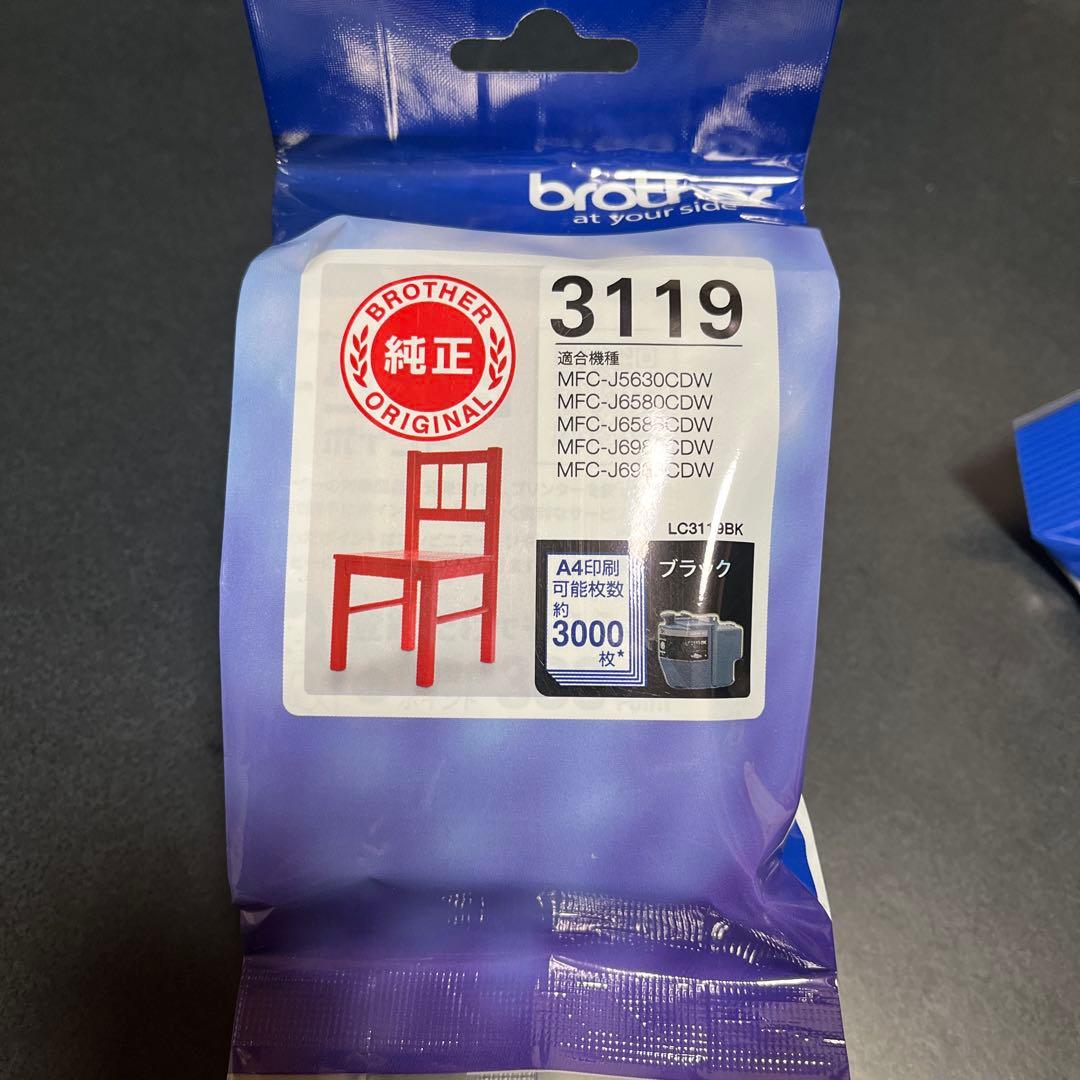 brother
at your side
BROTHER
純正
ORIGINAL
3119
適合機種
MFC-J5630CDW
MFC-J6580CDW
LC3119BK
A4印刷
可能枚数
約
3000
枚*
ブラック